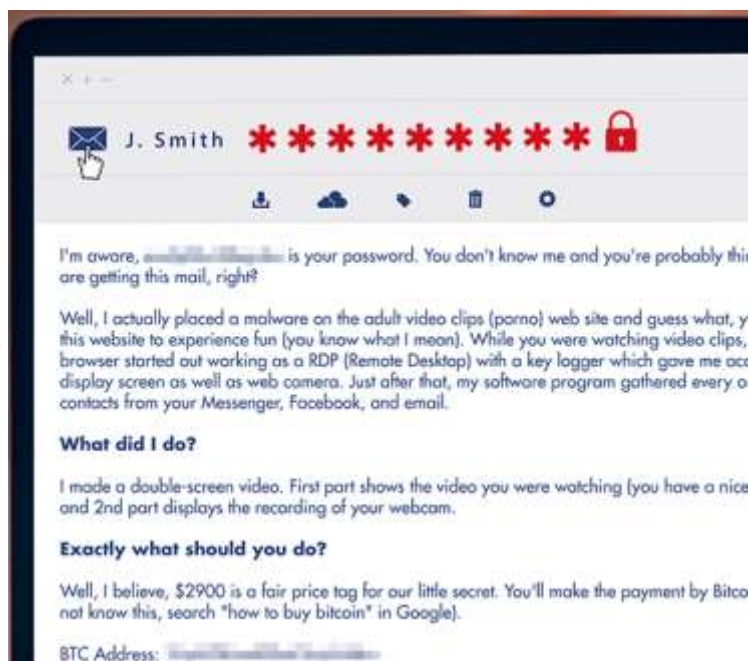 J. Smith *********
I'm aware, is your password. You don't know me and you're probably
are getting this mail, right?
Well, I actually placed a malware on the adult video clips (porno) web site and guess what,
this website to experience fun (you know what I mean). While you were watching video clips,
browser started out working as a RDP (Remote Desktop) with a key logger which gave me
display screen as well as web camera. Just after that, my software program gathered every
contacts from your Messenger, Facebook, and email.
What did I do?
I made a double-screen video. First part shows the video you were watching (you have a nice
and 2nd part displays the recording of your webcam.
Exactly what should you do?
Well, I believe, $2900 is a fair price tag for our little secret. You'll make the payment by
not know this, search "how to buy bitcoin" in Google).
BTC Address: